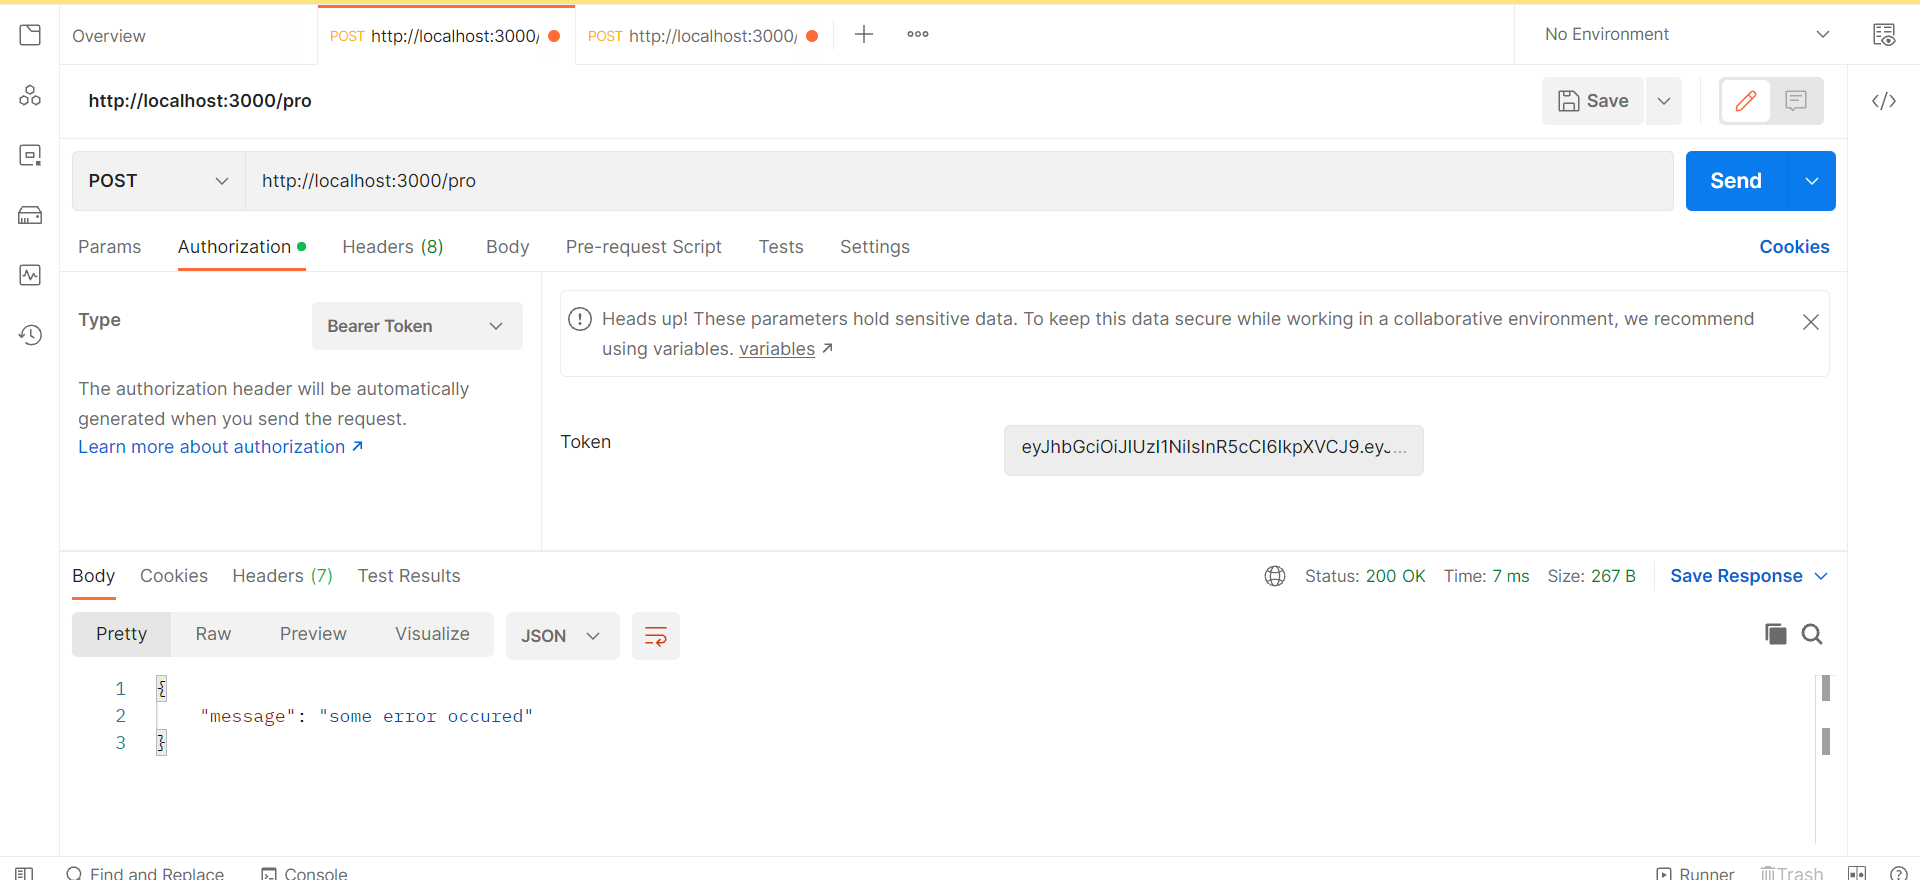 Overview
POST http://localhost:3000/
POST http://localhost:3000/
No Environment
http://localhost:3000/pro
Save
POST
http://localhost:3000/pro
Send
Params
Authorization
Headers (8)
Body
Pre-request Script
Tests
Settings
Cookies
Type
Bearer Token
The authorization header will be automatically
generated when you send the request.
Learn more about authorization
Heads up! These parameters hold sensitive data. To keep this data secure while working in a collaborative environment, we recommend
using variables. variables
Token
eyJhbGciOiJIUzI1NiIsInR5cCI6IkpXVCJ9.eyJ...
Body
Cookies
Headers (7)
Test Results
Status: 200 OK
Time: 7 ms
Size: 267 B
Save Response
Pretty
Raw
Preview
Visualize
JSON
1 {
2 "message": "some error occured"
3 }
Find and Replace
Console
Runner
Trash